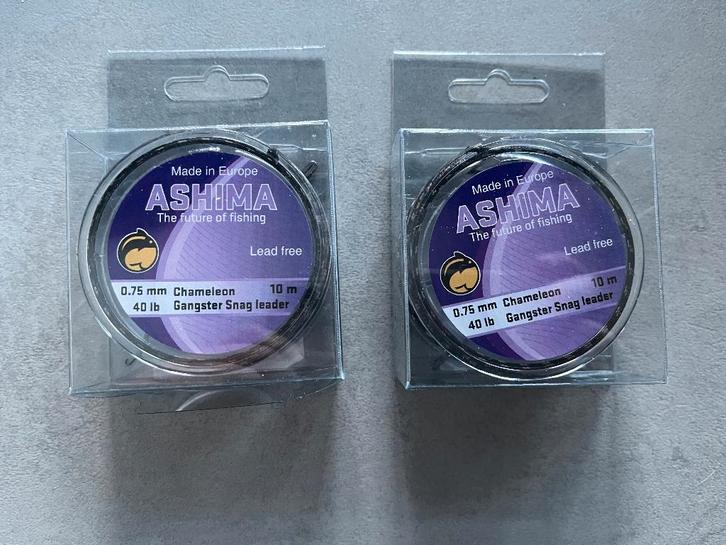 Made in Europe
ASHIMA
The future of fishing
Lead free
0.75 mm Chameleon 10 m
40 lb Gangster Snag leader
Made in Europe
ASHIMA
The future of fishing
Lead free
0.75 mm Chameleon 10 m
40 lb Gangster Snag leader